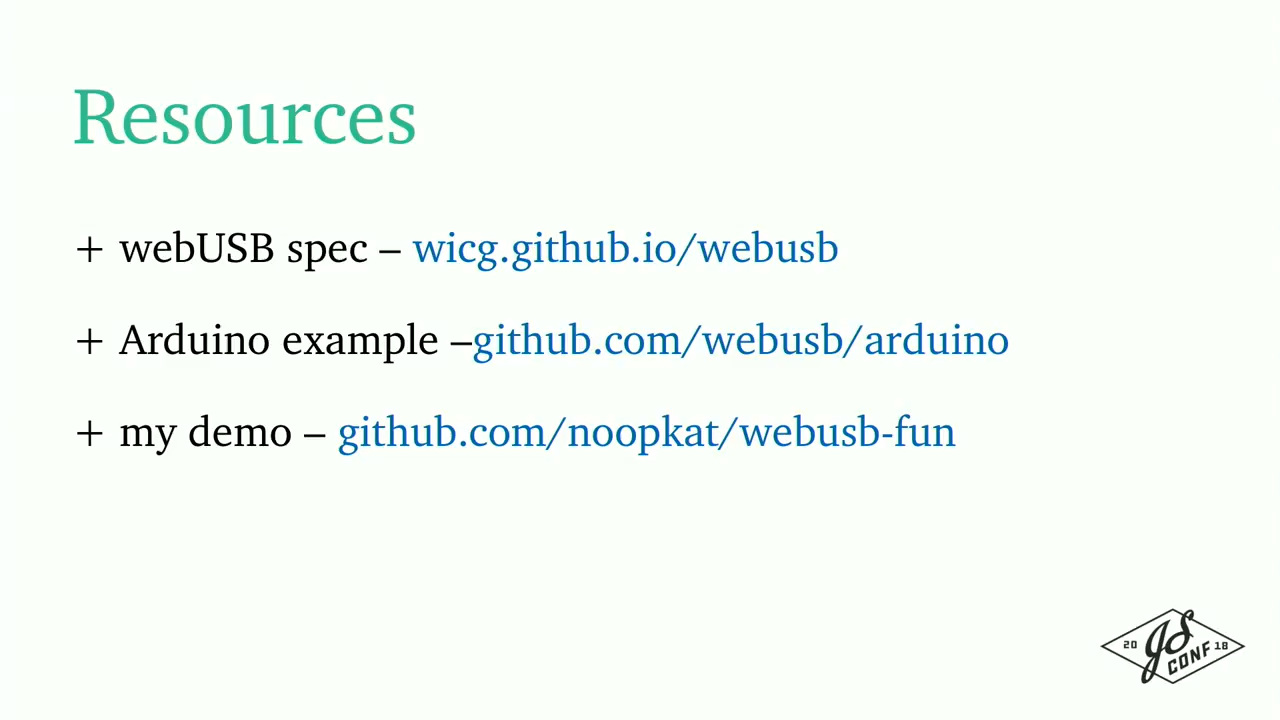 Resources
+ webUSB spec – wicg.github.io/webusb
+ Arduino example –github.com/webusb/arduino
+ my demo – github.com/noopkat/webusb-fun
20 JS CONF 18